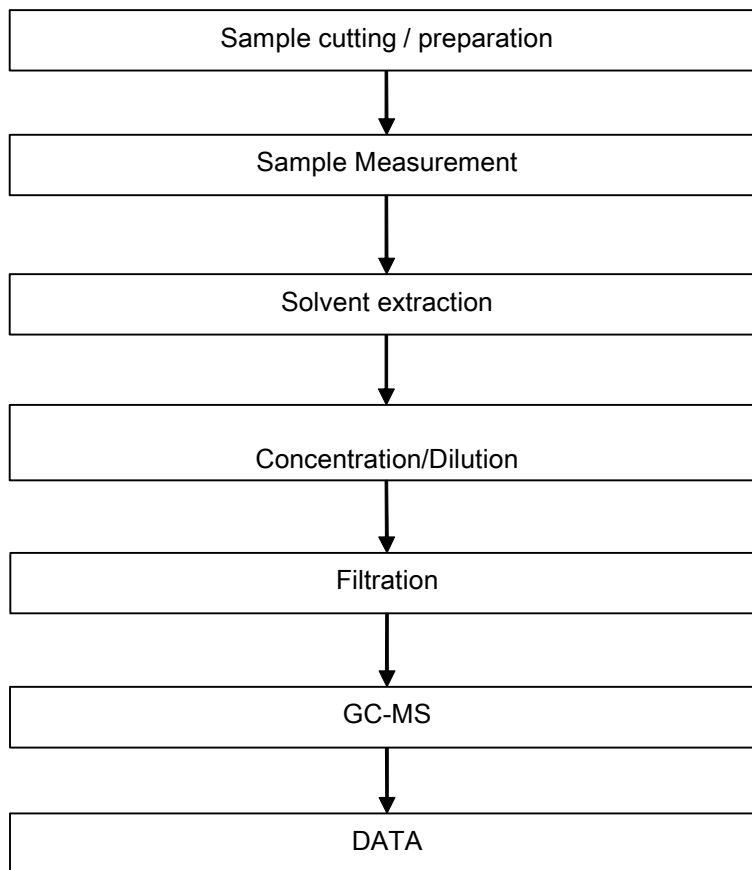 Sample cutting / preparation
Sample Measurement
Solvent extraction
Concentration/Dilution
Filtration
GC-MS
DATA